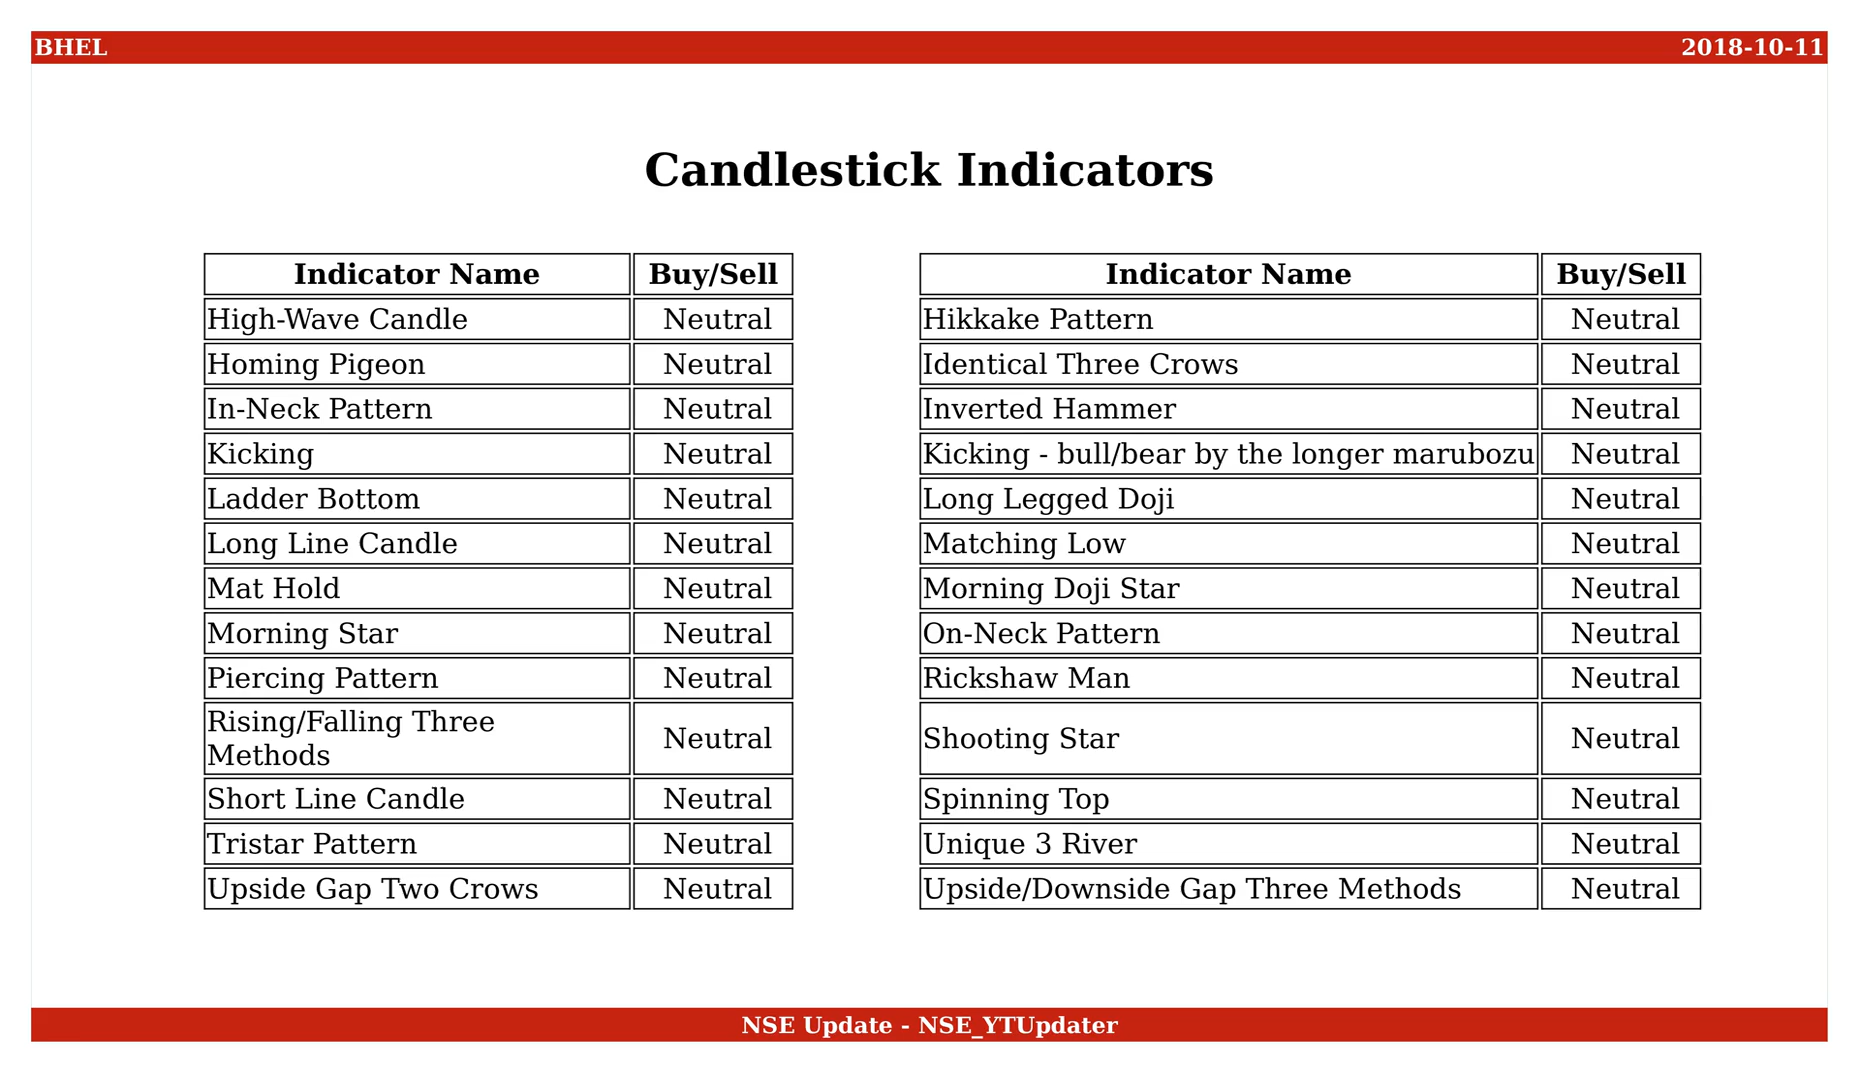 BHEL 2018-10-11
Candlestick Indicators
Indicator Name Buy/Sell
High-Wave Candle Neutral
Homing Pigeon Neutral
In-Neck Pattern Neutral
Kicking Neutral
Ladder Bottom Neutral
Long Line Candle Neutral
Mat Hold Neutral
Morning Star Neutral
Piercing Pattern Neutral
Rising/Falling Three
Methods Neutral
Short Line Candle Neutral
Tristar Pattern Neutral
Upside Gap Two Crows Neutral
Indicator Name Buy/Sell
Hikkake Pattern Neutral
Identical Three Crows Neutral
Inverted Hammer Neutral
Kicking - bull/bear by the longer marubozu Neutral
Long Legged Doji Neutral
Matching Low Neutral
Morning Doji Star Neutral
On-Neck Pattern Neutral
Rickshaw Man Neutral
Shooting Star Neutral
Spinning Top Neutral
Unique 3 River Neutral
Upside/Downside Gap Three Methods Neutral
NSE Update - NSE_YTUpdater